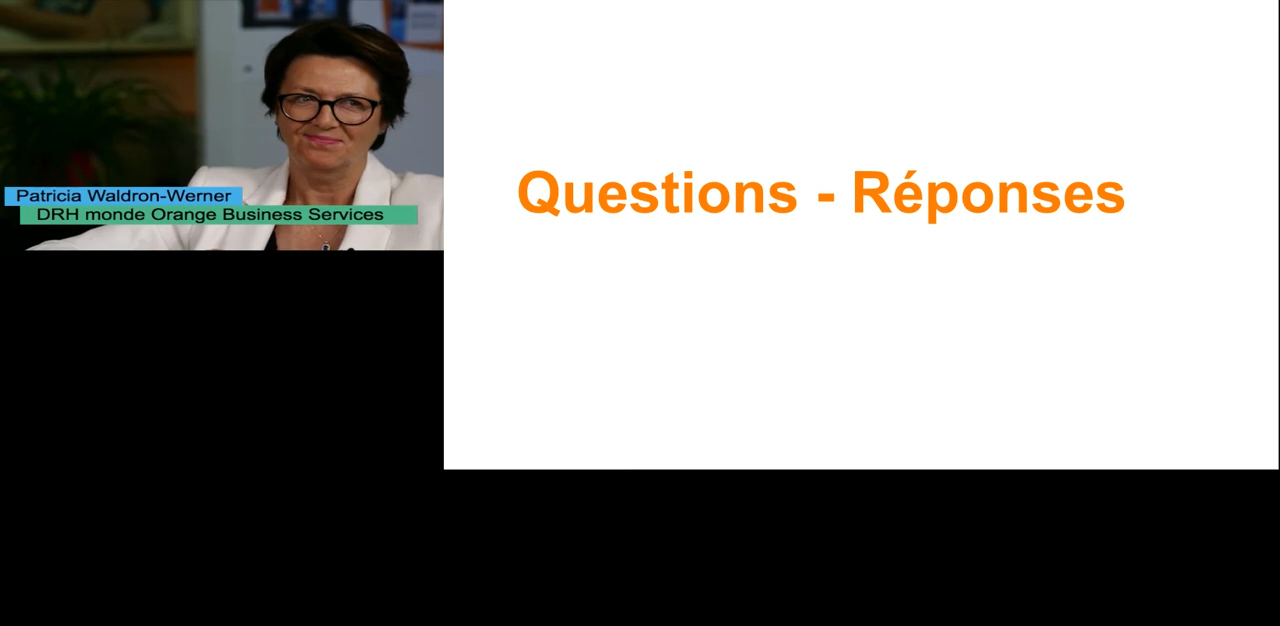 Patricia Waldron-Werner
DRH monde Orange Business Services
Questions - Réponses